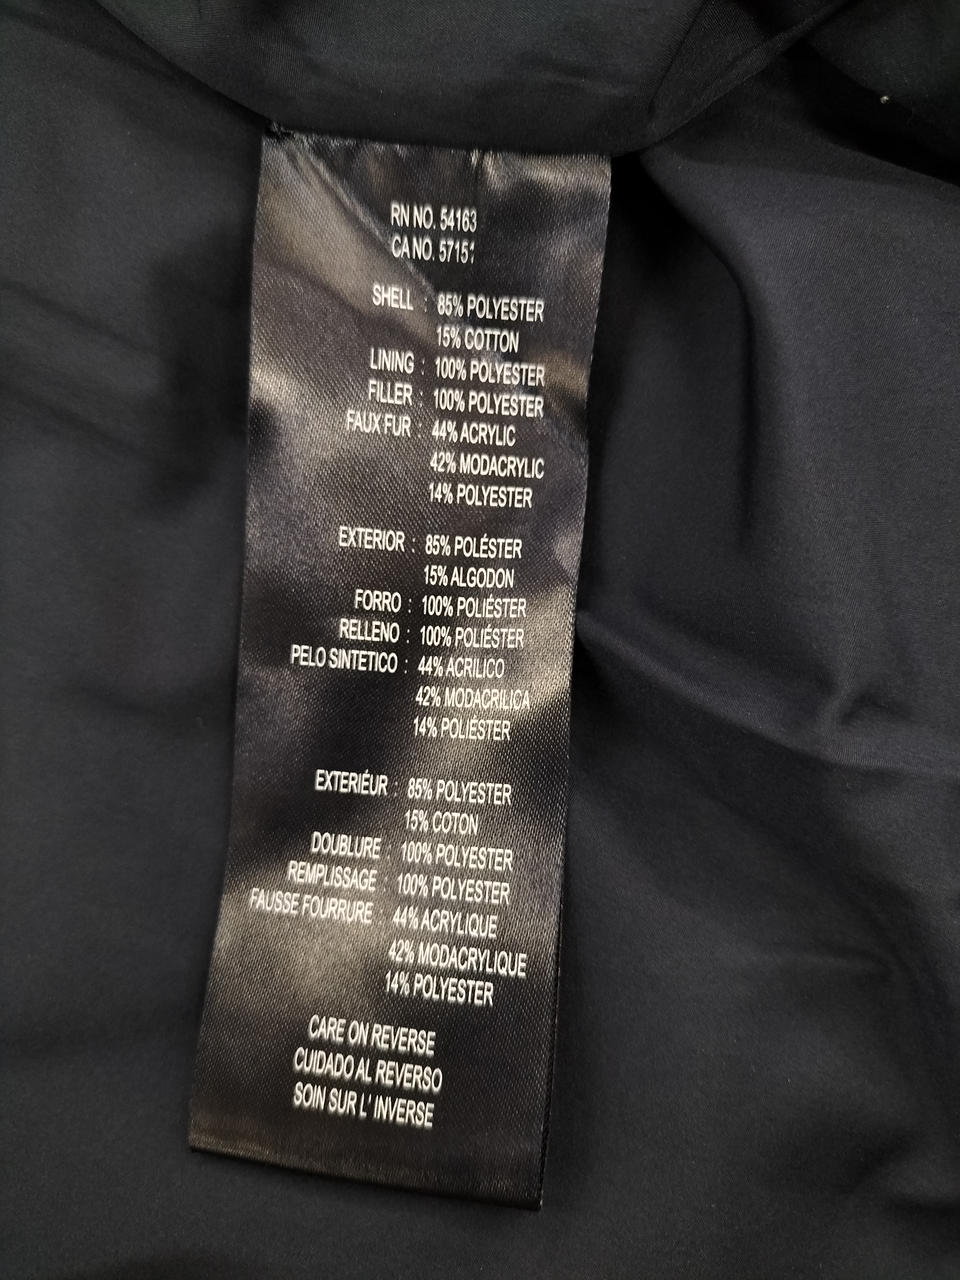 RN NO. 54163
CA NO.
SHELL : 85% POLYESTER
15% COTTON
LINING : 100% POLYESTER
FILLER : 100% POLYESTER
FAUX FUR : 44% ACRYLIC
42% MODACRYLIC
14% POLYESTER
EXTERIOR : 85% POLÉSTER
15% ALGODON
FORRO : 100% POLIÉSTER
RELLENO : 100% POLIÉSTER
PELO SINTETICO : 44% ACRILICO
42% MODACRILICA
14% POLIÉSTER
EXTERIÉUR : 85% POLYESTER
15% COTON
DOUBLURE : 100% POLYESTER
REMPLISSAGE : 100% POLYESTER
FAUSSE FOURRURE : 44% ACRYLIQUE
42% MODACRYLIQUE
14% POLYESTER
CARE ON REVERSE
CUIDADO AL REVERSO
SOIN SUR L' INVERSE